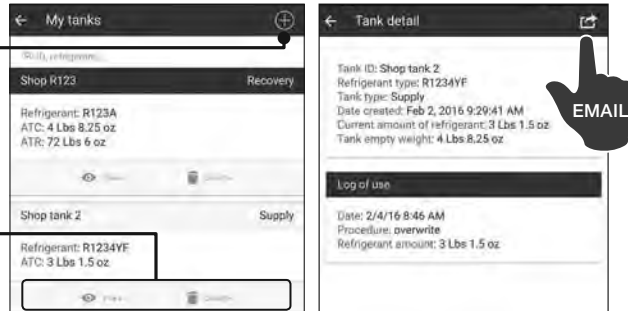 My tanks
Shop R123 Recovery
Refrigerant: R123A
ATC: 4 Lbs 8.25 oz
ATR: 72 Lbs 6 oz
Shop tank 2 Supply
Refrigerant: R1234YF
ATC: 3 Lbs 1.5 oz
Tank detail
Tank ID: Shop tank 2
Refrigerant type: R1234YF
Tank type: Supply
Date created: Feb 2, 2016 9:29:41 AM
Current amount of refrigerant: 3 Lbs 1.5 oz
Tank empty weight: 4 Lbs 8.25 oz
EMAIL
Log of use
Date: 2/4/16 8:46 AM
Procedure: overwrite
Refrigerant amount: 3 Lbs 1.5 oz